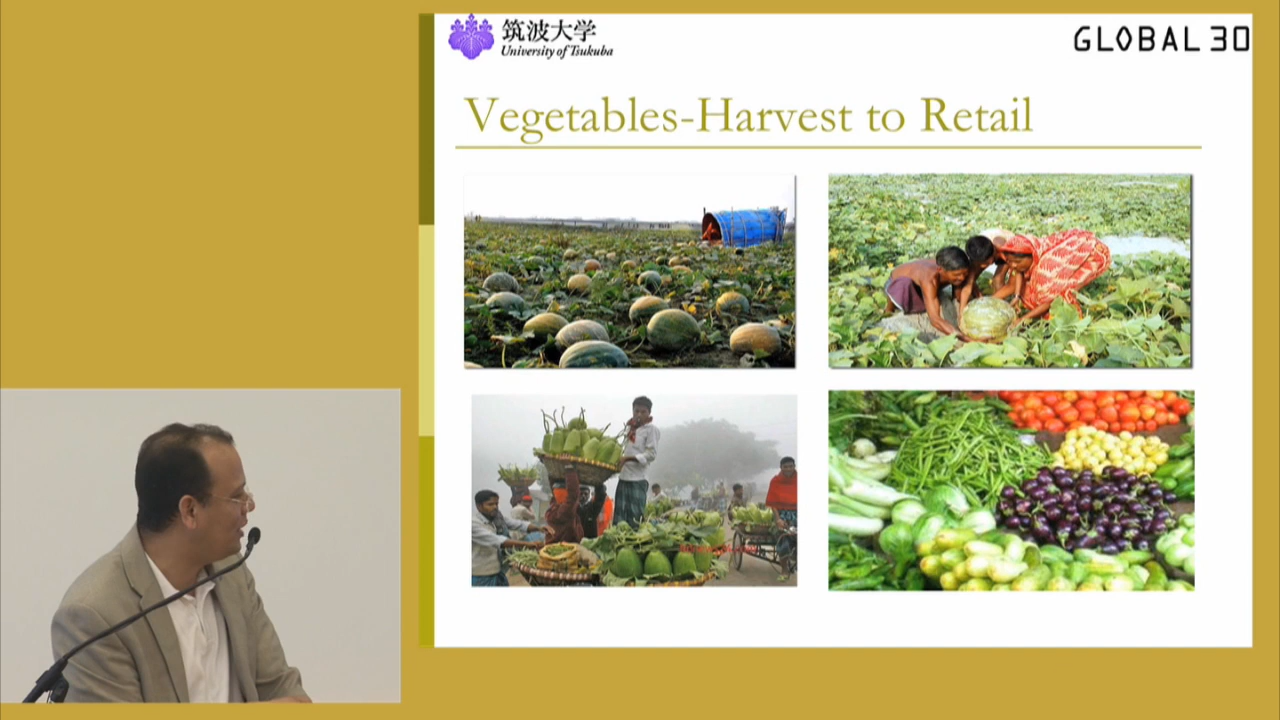 筑波大学
University of Tsukuba
GLOBAL 30
Vegetables-Harvest to Retail